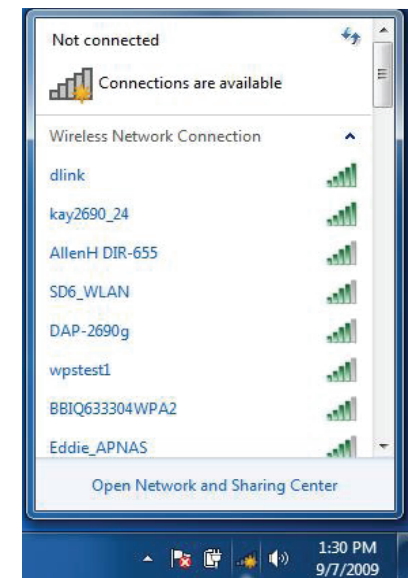 Not connected
Connections are available
Wireless Network Connection
dlink
kay2690_24
AllenH DIR-655
SD6_WLAN
DAP-2690g
wpstest1
BBIQ633304WPA2
Eddie_APNAS
Open Network and Sharing Center
1:30 PM
9/7/2009